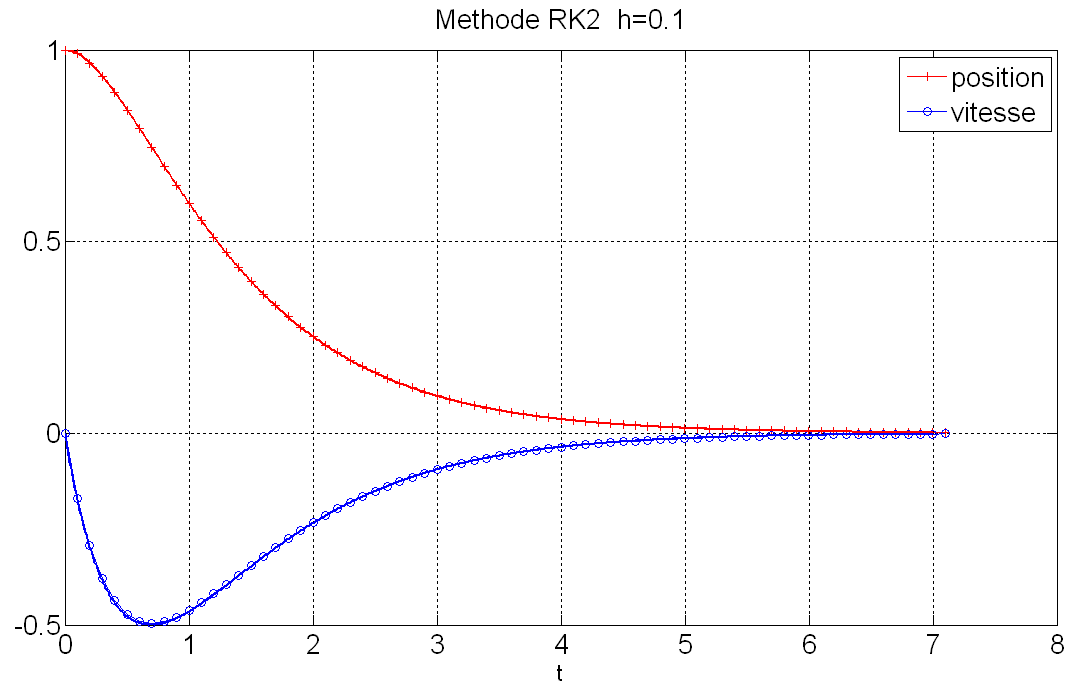 Methode RK2 h=0.1
position
vitesse
1
0.5
0
-0.5
0 1 2 3 4 5 6 7 8
t